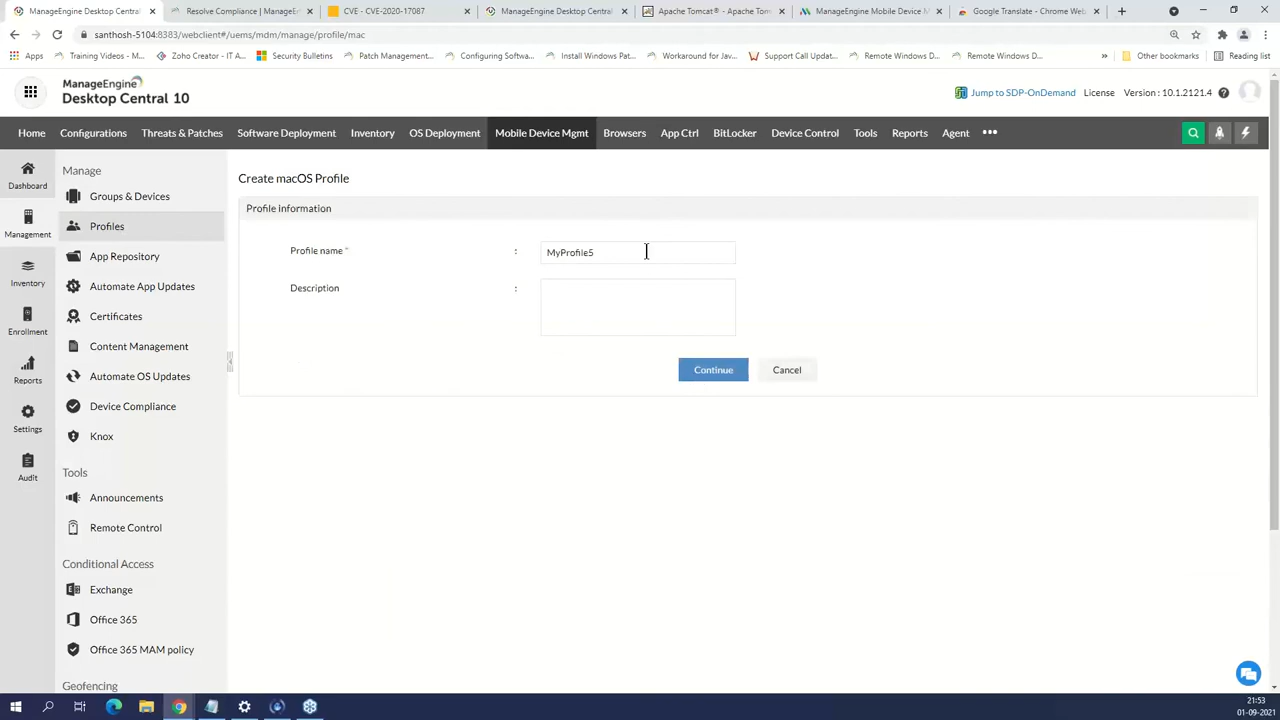 ManageEngine Desktop Central
Resolve Compliance | ManageEn
CVE - CVE-2020-17087
ManageEngine Desktop Central
Apache Tomcat® - Apache Tom
ManageEngine Mobile Device M
Google Translate - Chrome Web
santhosh-5104:8383/webclient#/uems/mdm/manage/profile/mac
Apps
Training Videos - M...
Zoho Creator - IT A...
Security Bulletins
Patch Management...
Configuring Softwa...
Install Windows Pat...
Workaround for Jav...
Support Call Updat...
Remote Windows D...
Remote Windows D...
Other bookmarks
Reading list
ManageEngine
Desktop Central 10
Jump to SDP-OnDemand
License
Version : 10.1.2121.4
Home
Configurations
Threats & Patches
Software Deployment
Inventory
OS Deployment
Mobile Device Mgmt
Browsers
App Ctrl
BitLocker
Device Control
Tools
Reports
Agent
Dashboard
Management
Inventory
Enrollment
Reports
Settings
Audit
Manage
Groups & Devices
Profiles
App Repository
Automate App Updates
Certificates
Content Management
Automate OS Updates
Device Compliance
Knox
Tools
Announcements
Remote Control
Conditional Access
Exchange
Office 365
Office 365 MAM policy
Geofencing
Create macOS Profile
Profile Information
Profile name * : MyProfile5
Description :
Continue
Cancel
21:53
01-09-2021